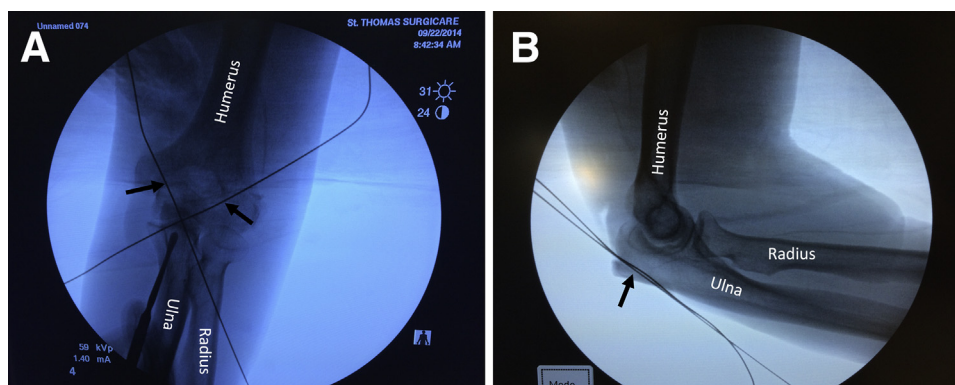 A
Unnamed 074
St. THOMAS SURGICARE
09/22/2014
8:42:34 AM
31
24
Humerus
Ulna
Radius
59 kVp
1.40 mA
4
B
Humerus
Radius
Ulna
Mode